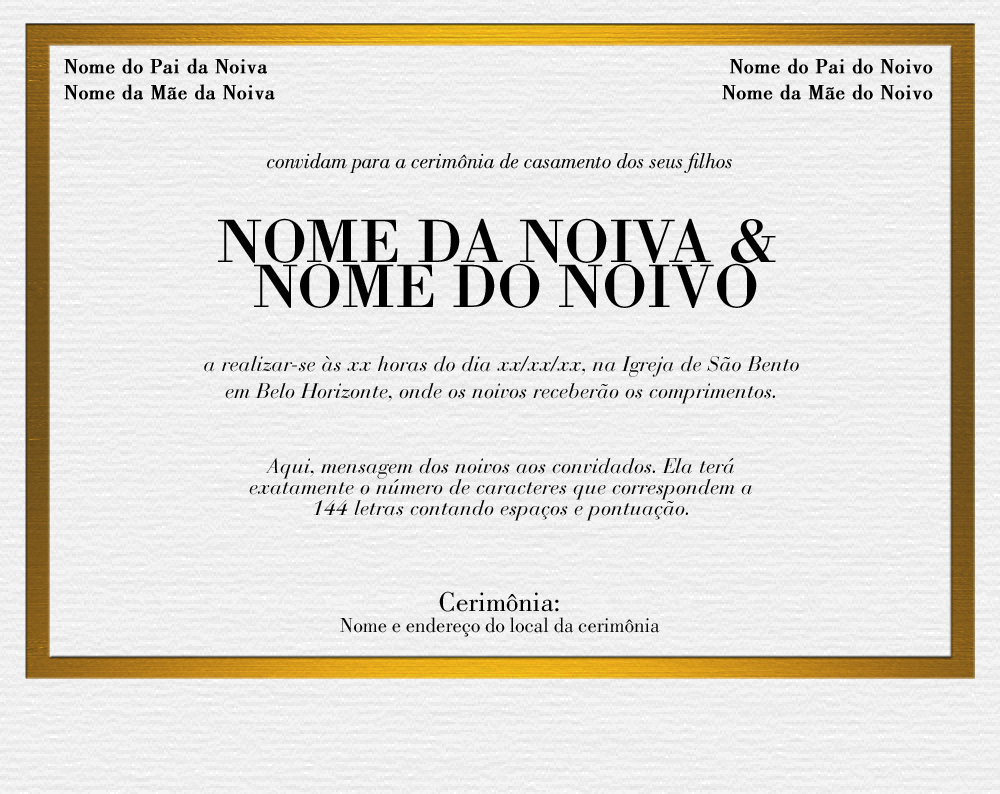 Nome do Pai da Noiva
Nome da Mãe da Noiva
Nome do Pai do Noivo
Nome da Mãe do Noivo
convidam para a cerimônia de casamento dos seus filhos
NOME DA NOIVA &
NOME DO NOIVO
a realizar-se às xx horas do dia xx/xx/xx, na Igreja de São Bento
em Belo Horizonte, onde os noivos receberão os comprimentos.
Aqui, mensagem dos noivos aos convidados. Ela terá
exatamente o número de caracteres que correspondem a
144 letras contando espaços e pontuação.
Cerimônia:
Nome e endereço do local da cerimônia